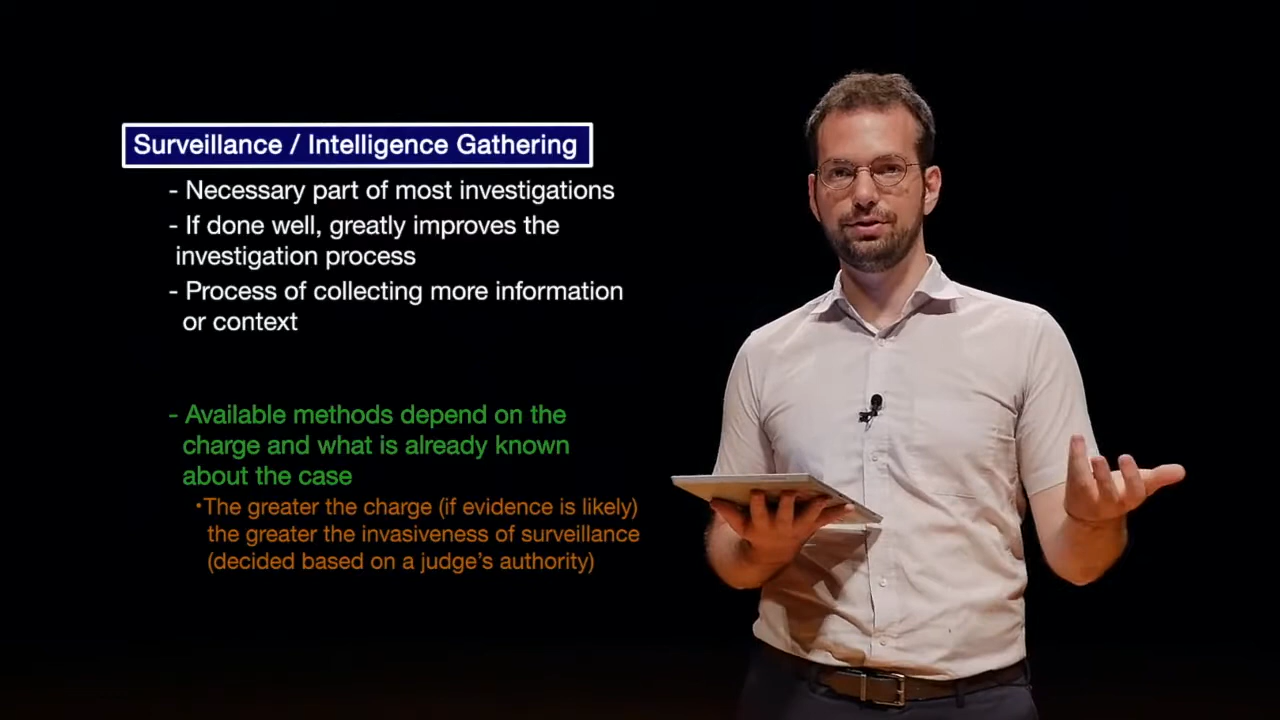 Surveillance / Intelligence Gathering
- Necessary part of most investigations
- If done well, greatly improves the
investigation process
- Process of collecting more information
or context
- Available methods depend on the
charge and what is already known
about the case
•The greater the charge (if evidence is likely)
the greater the invasiveness of surveillance
(decided based on a judge’s authority)